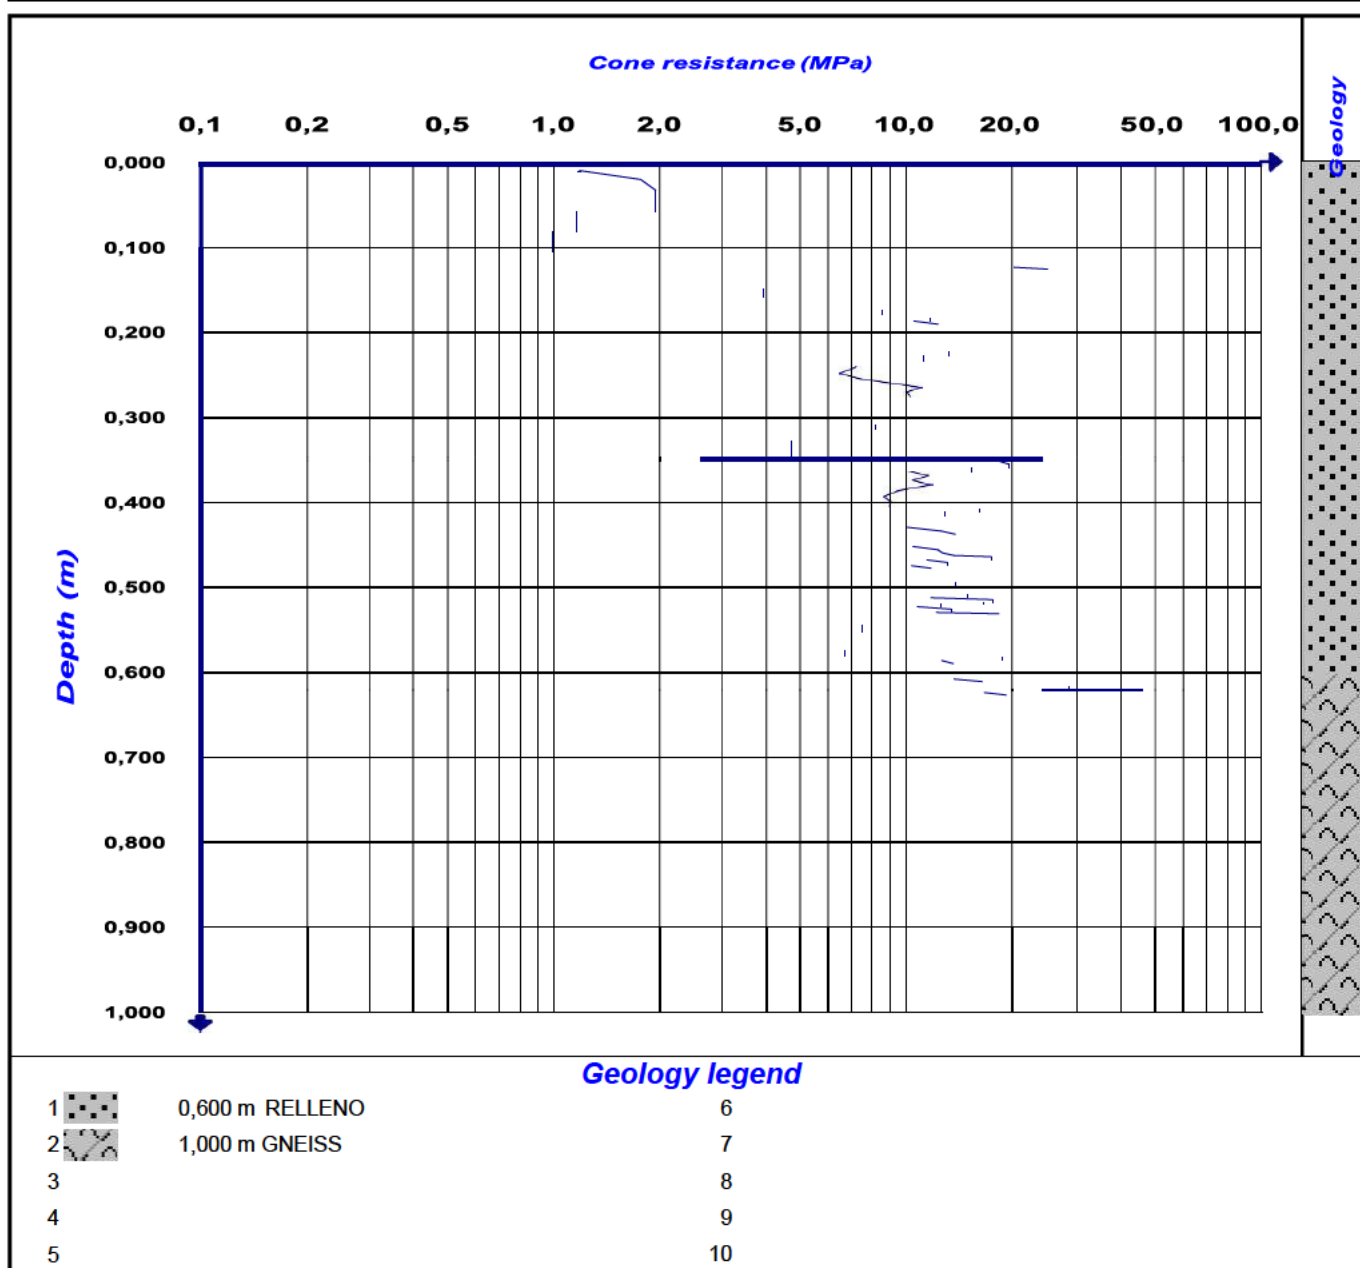 Cone resistance (MPa)
0,1 0,2 0,5 1,0 2,0 5,0 10,0 20,0 50,0 100,0
Geology
0,000
0,100
0,200
0,300
0,400
0,500
0,600
0,700
0,800
0,900
1,000
Depth (m)
Geology legend
1 0,600 m RELLENO 6
2 1,000 m GNEISS 7
3 8
4 9
5 10